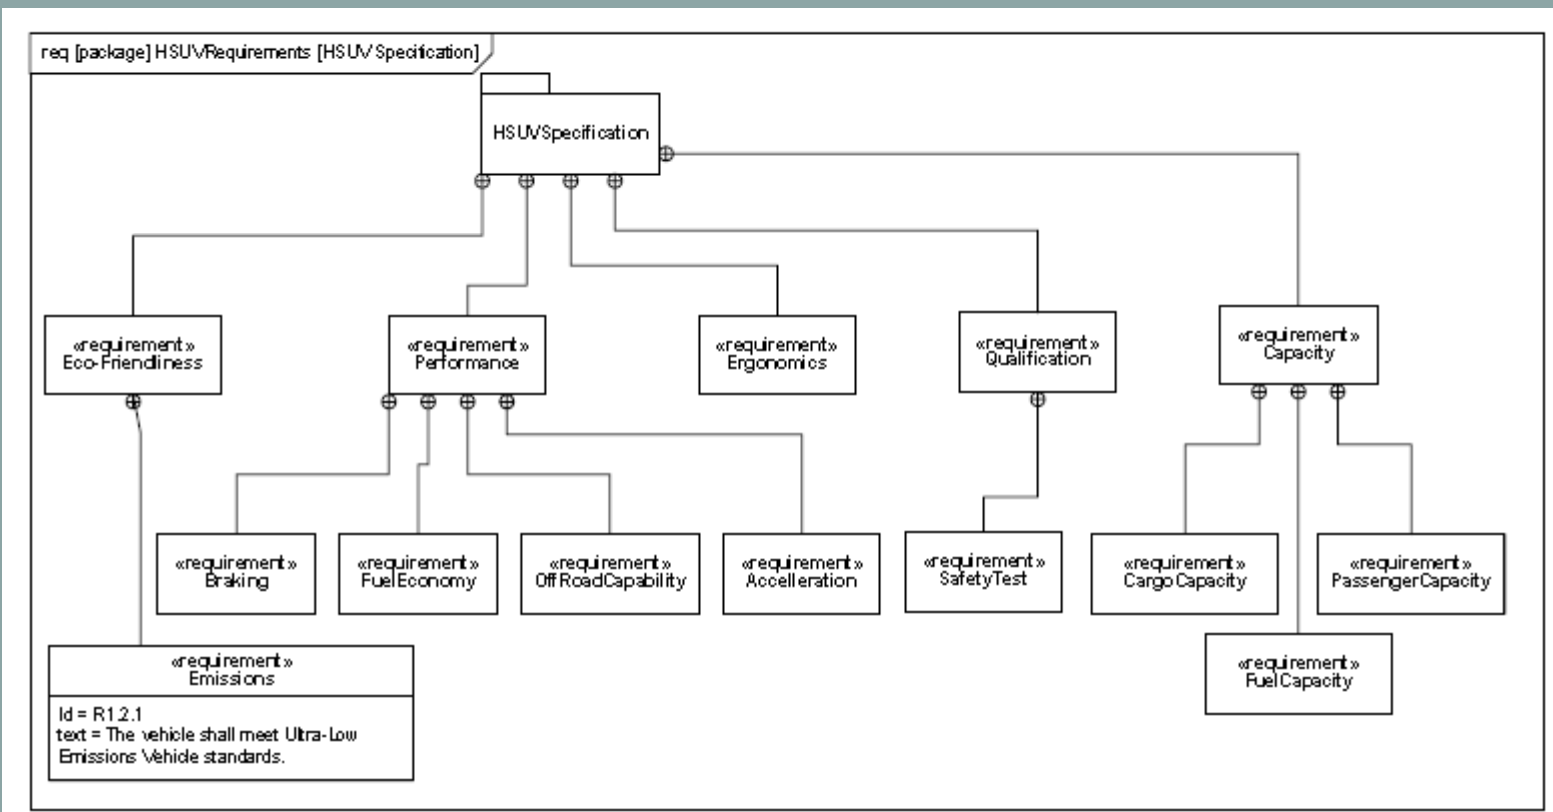 req [package] HSUVRequirements [HSUV Specification]
HSUVSpecification
«requirement»
Eco-Friendliness
«requirement»
Performance
«requirement»
Ergonomics
«requirement»
Qualification
«requirement»
Capacity
«requirement»
Braking
«requirement»
FuelEconomy
«requirement»
OffRoadCapability
«requirement»
Accelleration
«requirement»
SafetyTest
«requirement»
CargoCapacity
«requirement»
PassengerCapacity
«requirement»
FuelCapacity
«requirement»
Emissions
Id = R1.2.1
text = The vehicle shall meet Ultra-Low
Emissions Vehicle standards.